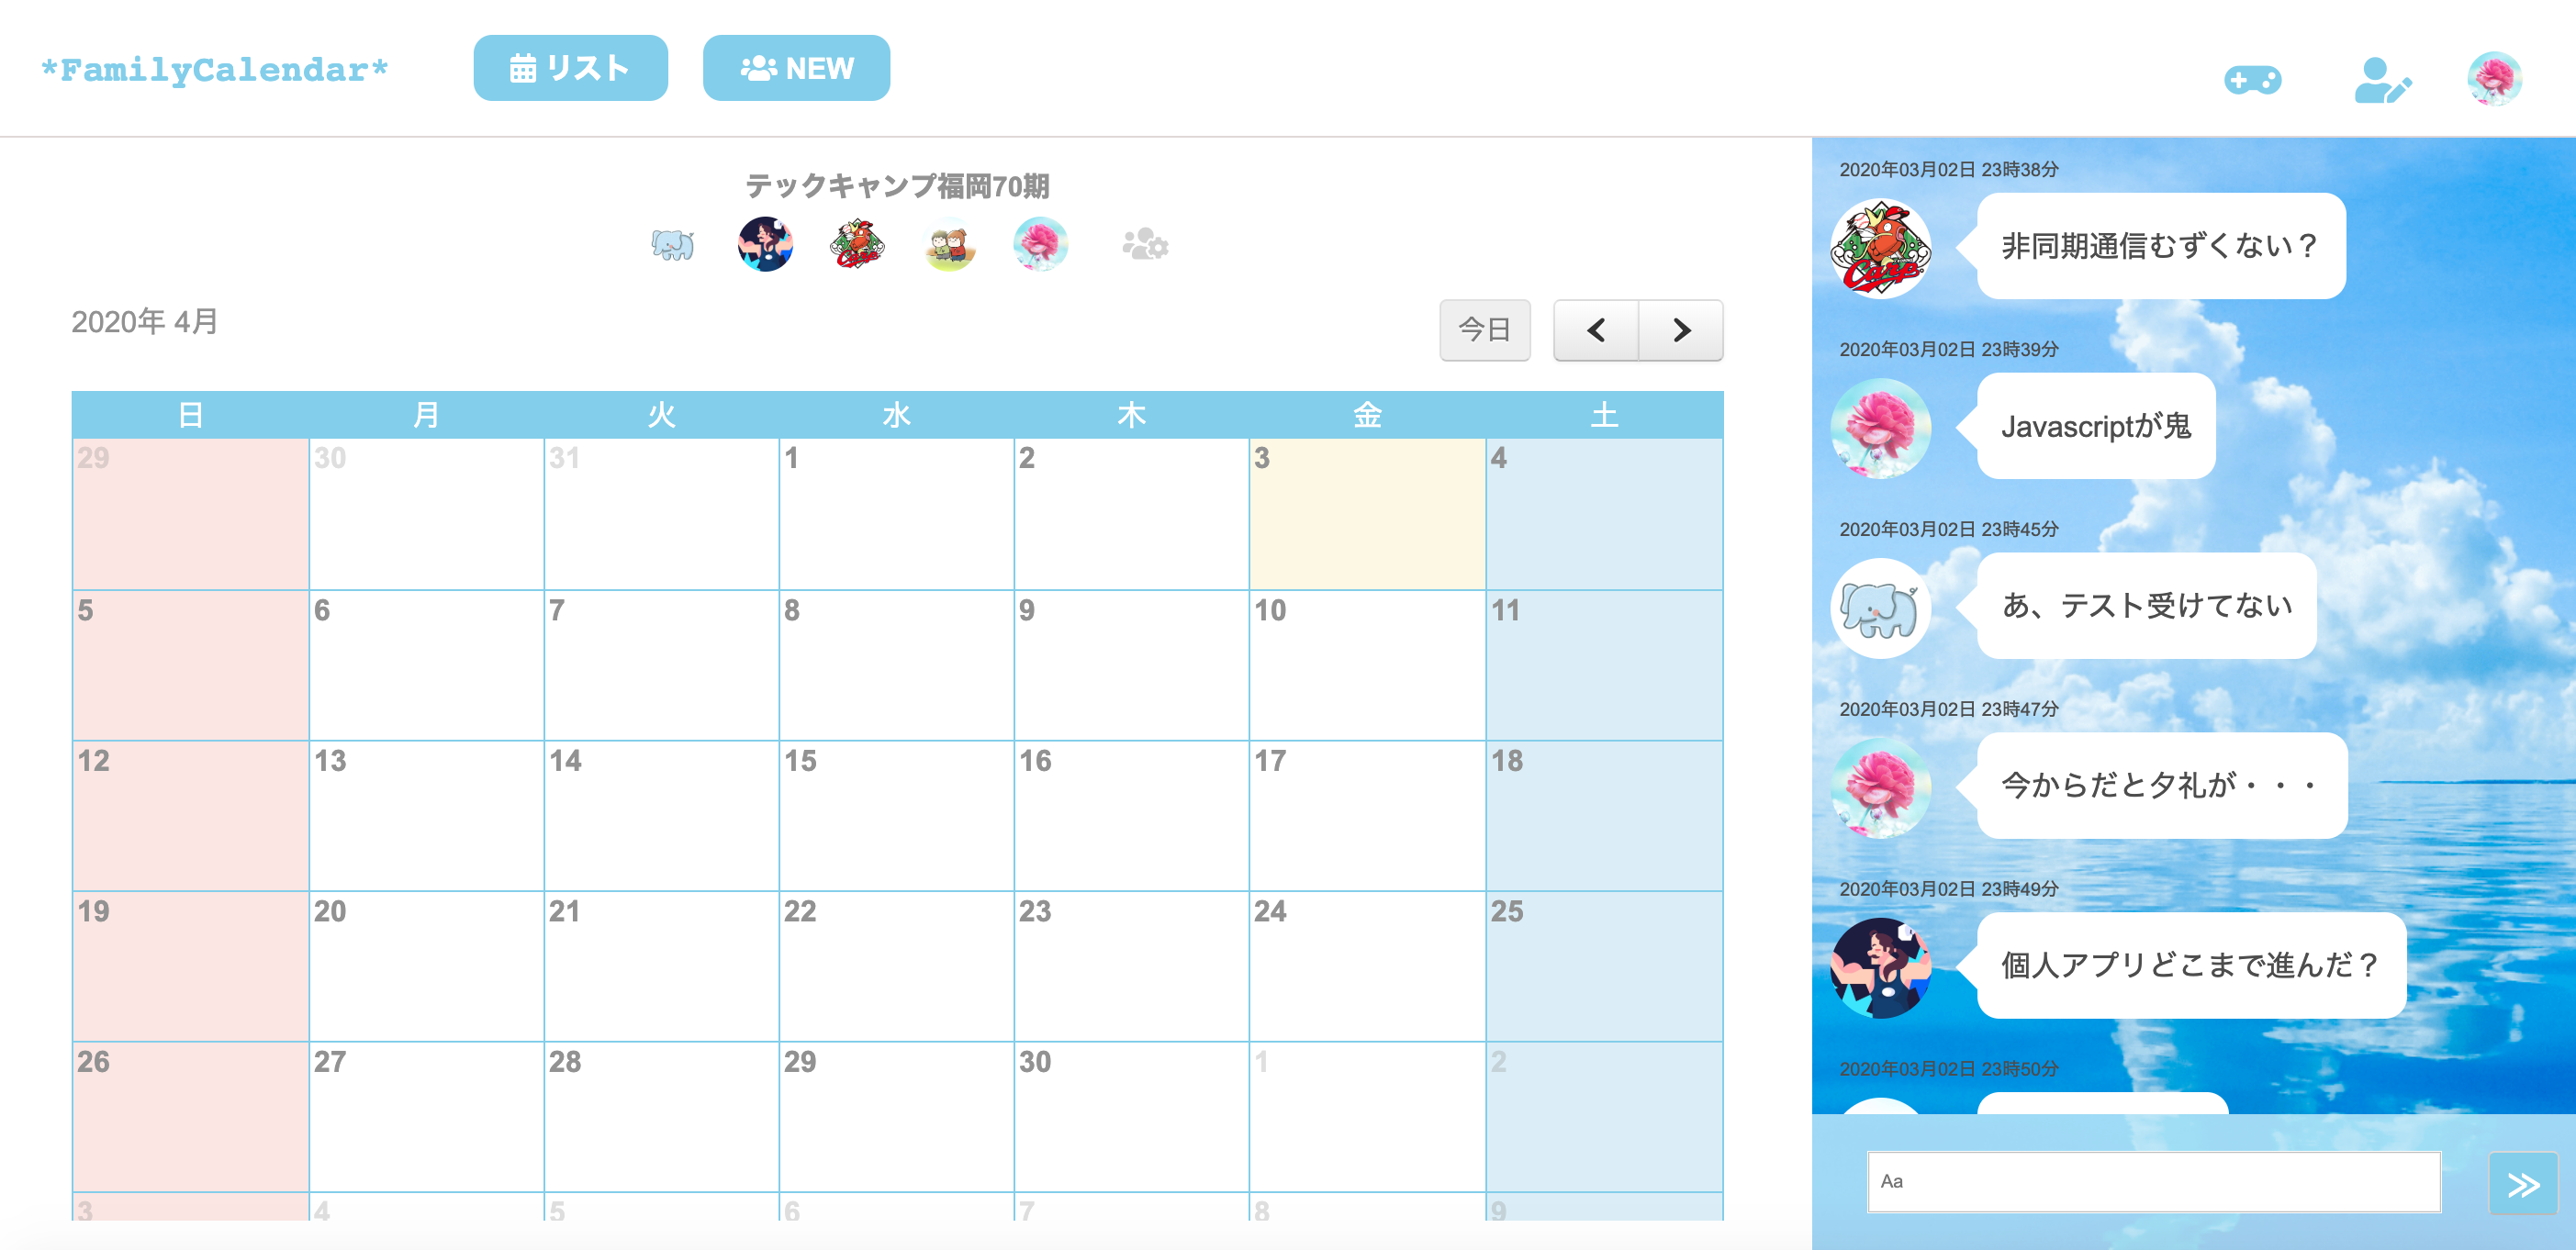 *FamilyCalendar*
リスト
NEW
テックキャンプ福岡70期
2020年 4月
今日
日 月 火 水 木 金 土
29 30 31 1 2 3 4
5 6 7 8 9 10 11
12 13 14 15 16 17 18
19 20 21 22 23 24 25
26 27 28 29 30 1 2
3 4 5 6 7 8 9
2020年03月02日 23時38分
Carp
非同期通信むずくない？
2020年03月02日 23時39分
Javascriptが鬼
2020年03月02日 23時45分
あ、テスト受けてない
2020年03月02日 23時47分
今からだと夕礼が・・・
2020年03月02日 23時49分
個人アプリどこまで進んだ？
2020年03月02日 23時50分
Aa